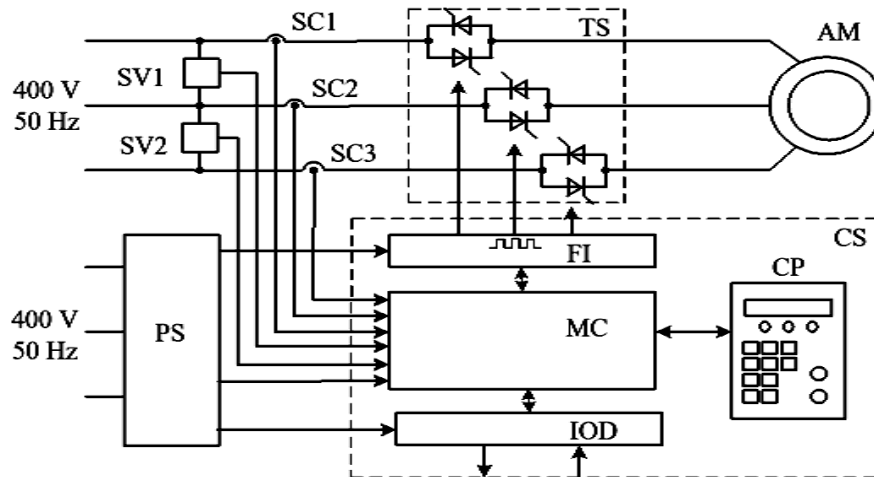 SC1
TS
AM
SV1
400 V
50 Hz
SC2
SV2
SC3
CS
FI
CP
400 V
50 Hz
PS
MC
IOD